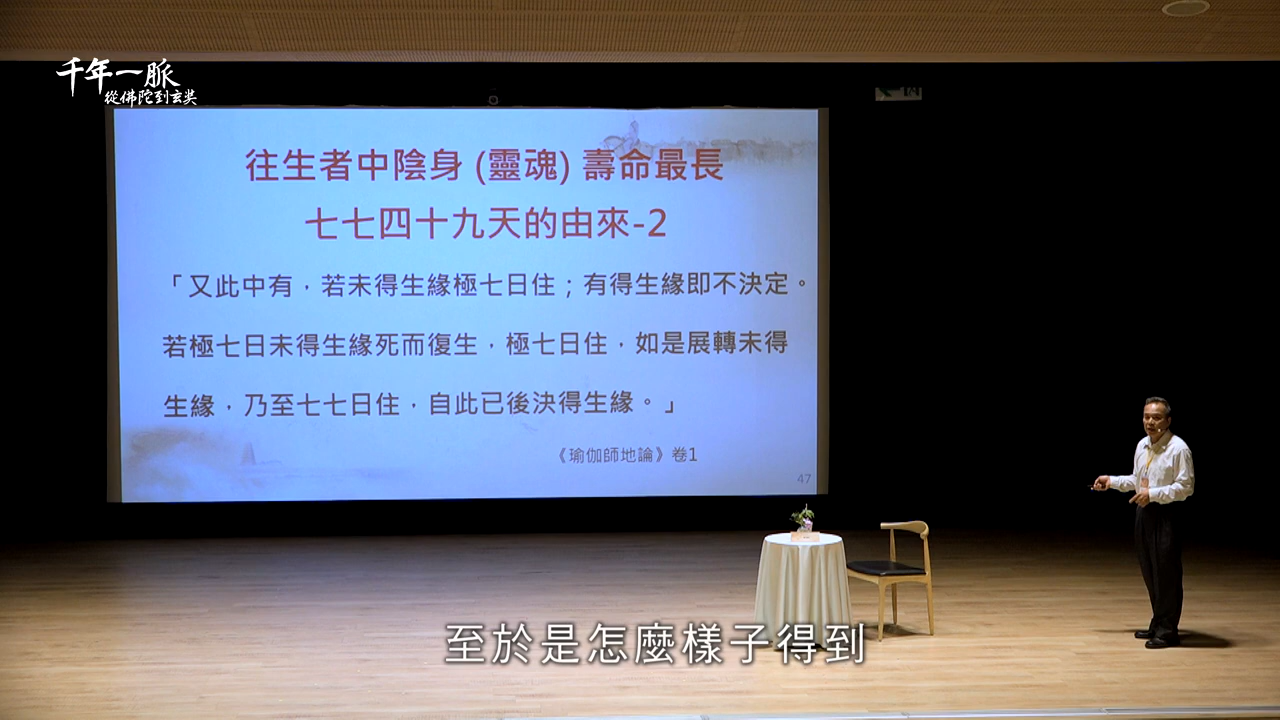 千年一脈
從佛陀到玄奘
往生者中陰身 (靈魂) 壽命最長
七七四十九天的由來-2
「又此中有，若未得生緣極七日住；有得生緣即不決定。
若極七日未得生緣死而復生，極七日住，如是展轉未得
生緣，乃至七七日住，自此已後決得生緣。」
《瑜伽師地論》卷1
47
至於是怎麼樣子得到